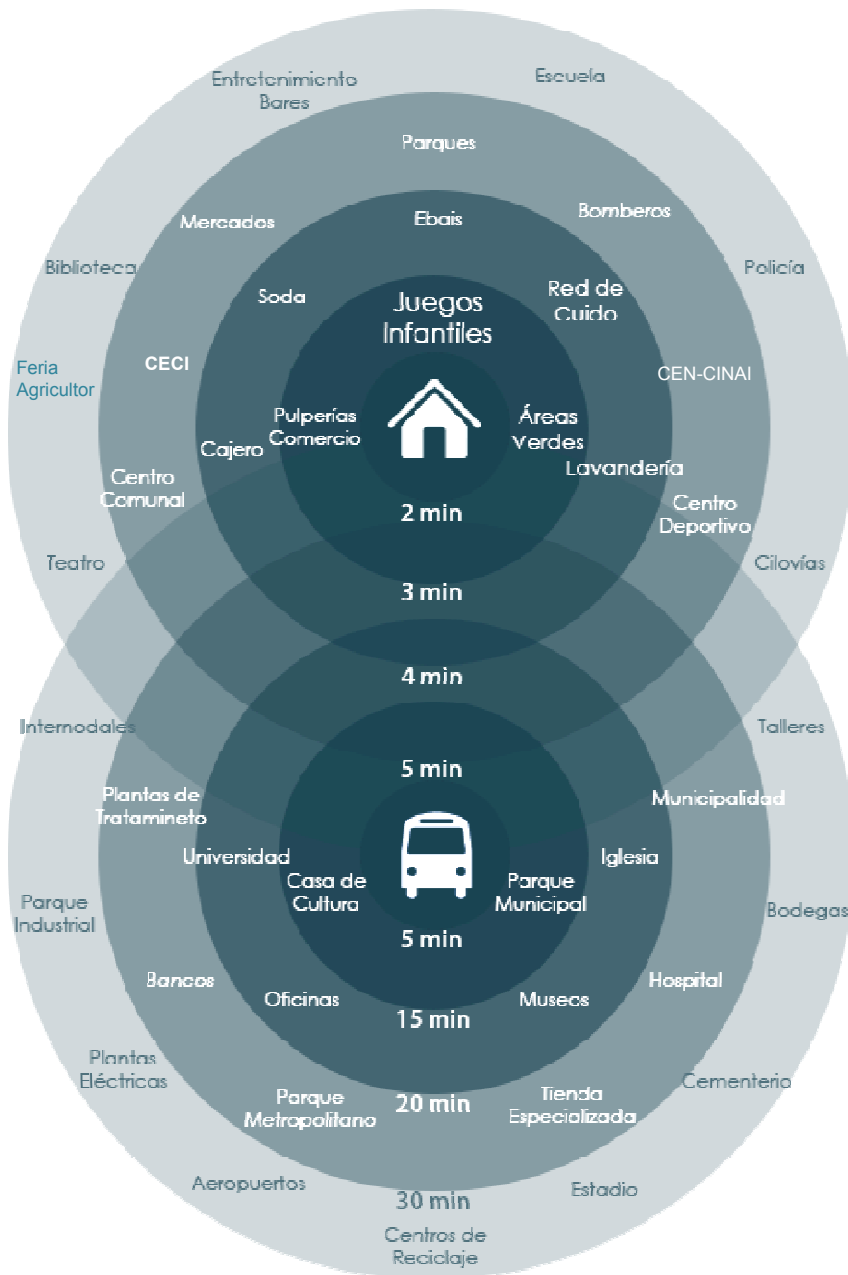 Entretenimiento
Bares
Escuela
Parques
Mercados
Ebais
Bomberos
Biblioteca
Policía
Soda
Juegos
Infantiles
Red de
Cuido
Feria
Agricultor
CECI
CEN-CINAI
Pulperías
Comercio
Áreas
Verdes
Cajero
Lavandería
Centro
Comunal
Centro
Deportivo
2 min
Teatro
Cilovías
3 min
4 min
Internodales
Talleres
5 min
Plantas de
Tratamineto
Municipalidad
Universidad
Iglesia
Casa de
Cultura
Parque
Municipal
Parque
Industrial
Bodegas
5 min
Bancos
Hospital
Oficinas
Museos
15 min
Plantas
Eléctricas
Cementerio
Parque
Metropolitano
20 min
Tienda
Especializada
Aeropuertos
Estadio
30 min
Centros de
Reciclaje